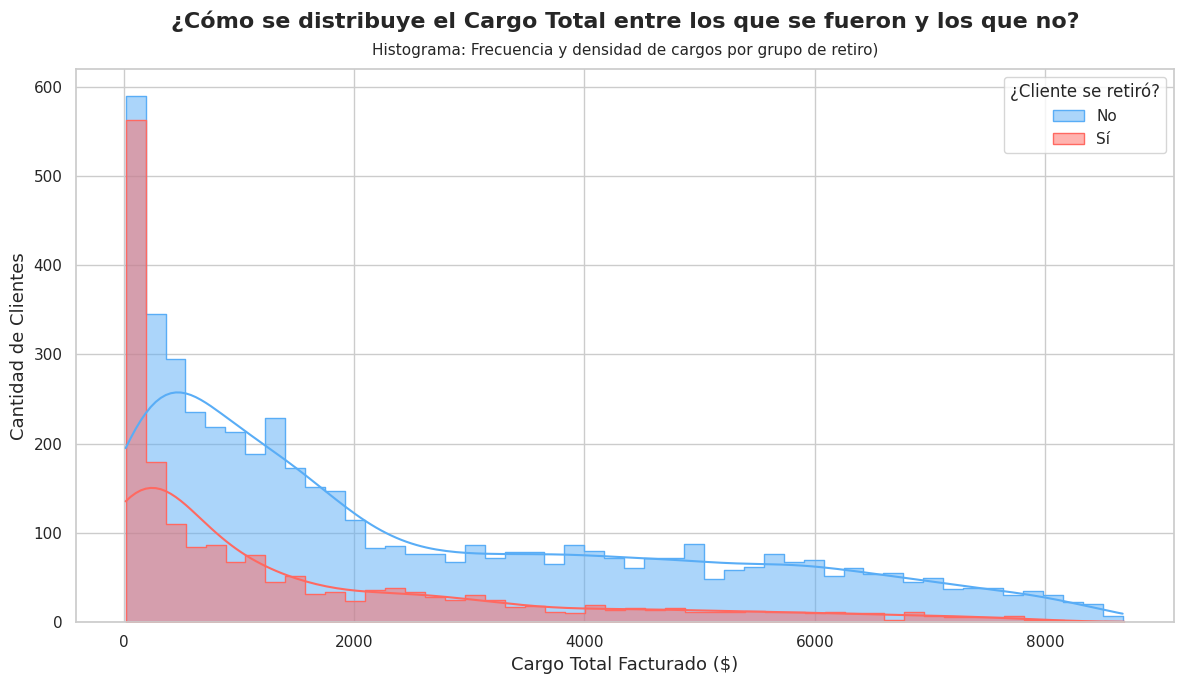 ¿Cómo se distribuye el Cargo Total entre los que se fueron y los que no?
Histograma: Frecuencia y densidad de cargos por grupo de retiro)
¿Cliente se retiró?
No
Sí
Cantidad de Clientes
600
500
400
300
200
100
0
0 2000 4000 6000 8000
Cargo Total Facturado ($)